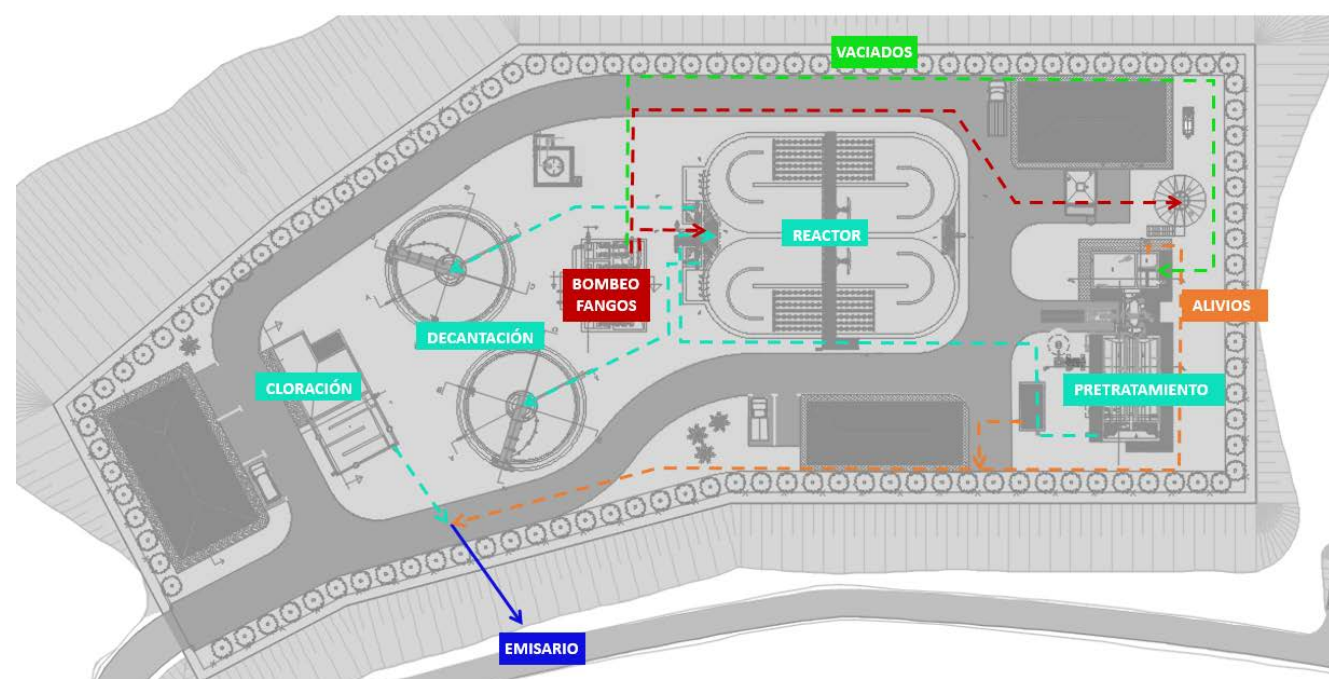 VACIADOS
REACTOR
BOMBEO
FANGOS
ALIVIOS
DECANTACIÓN
CLORACIÓN
PRETRATAMIENTO
EMISARIO